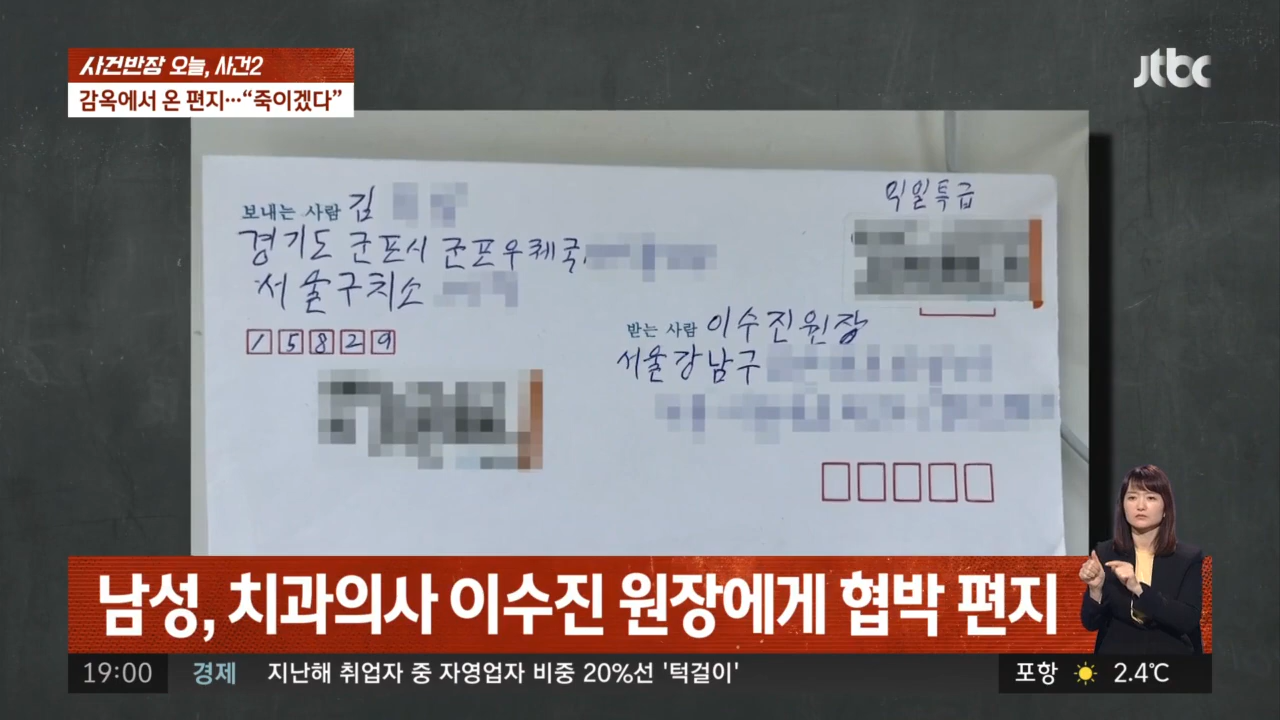 사건반장 오늘, 사건2
감옥에서 온 편지…“죽이겠다”
jtbc
보내는 사람 김
경기도 군포시 군포우체국
서울구치소
15829
익일특급
받는 사람 이수진원장
서울강남구
남성, 치과의사 이수진 원장에게 협박 편지
19:00 경제 지난해 취업자 중 자영업자 비중 20%선 '턱걸이' 포항 2.4℃